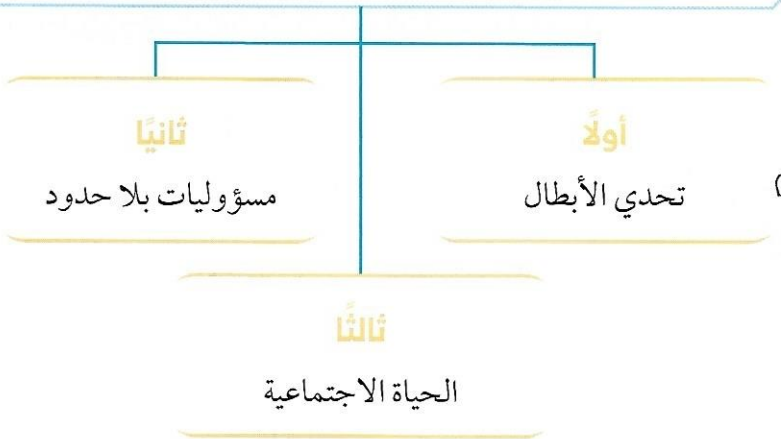 أولًا
تحدي الأبطال
ثانيًا
مسؤوليات بلا حدود
ثالثًا
الحياة الاجتماعية